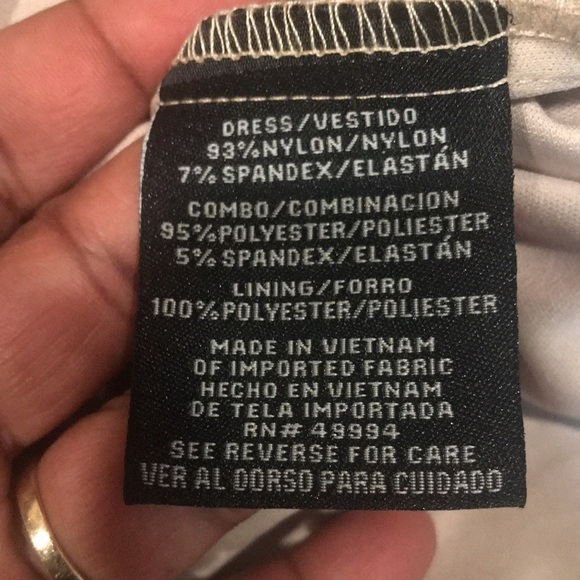 DRESS/VESTIDO
93%NYLON/NYLON
7%SPANDEX/ELASTÁN
COMBO/COMBINACION
95%POLYESTER/POLIESTER
5%SPANDEX/ELASTÁN
LINING/FORRO
100%POLYESTER/POLIESTER
MADE IN VIETNAM
OF IMPORTED FABRIC
HECHO EN VIETNAM
DE TELA IMPORTADA
RN# 49994
SEE REVERSE FOR CARE
VER AL DORSO PARA CUIDADO